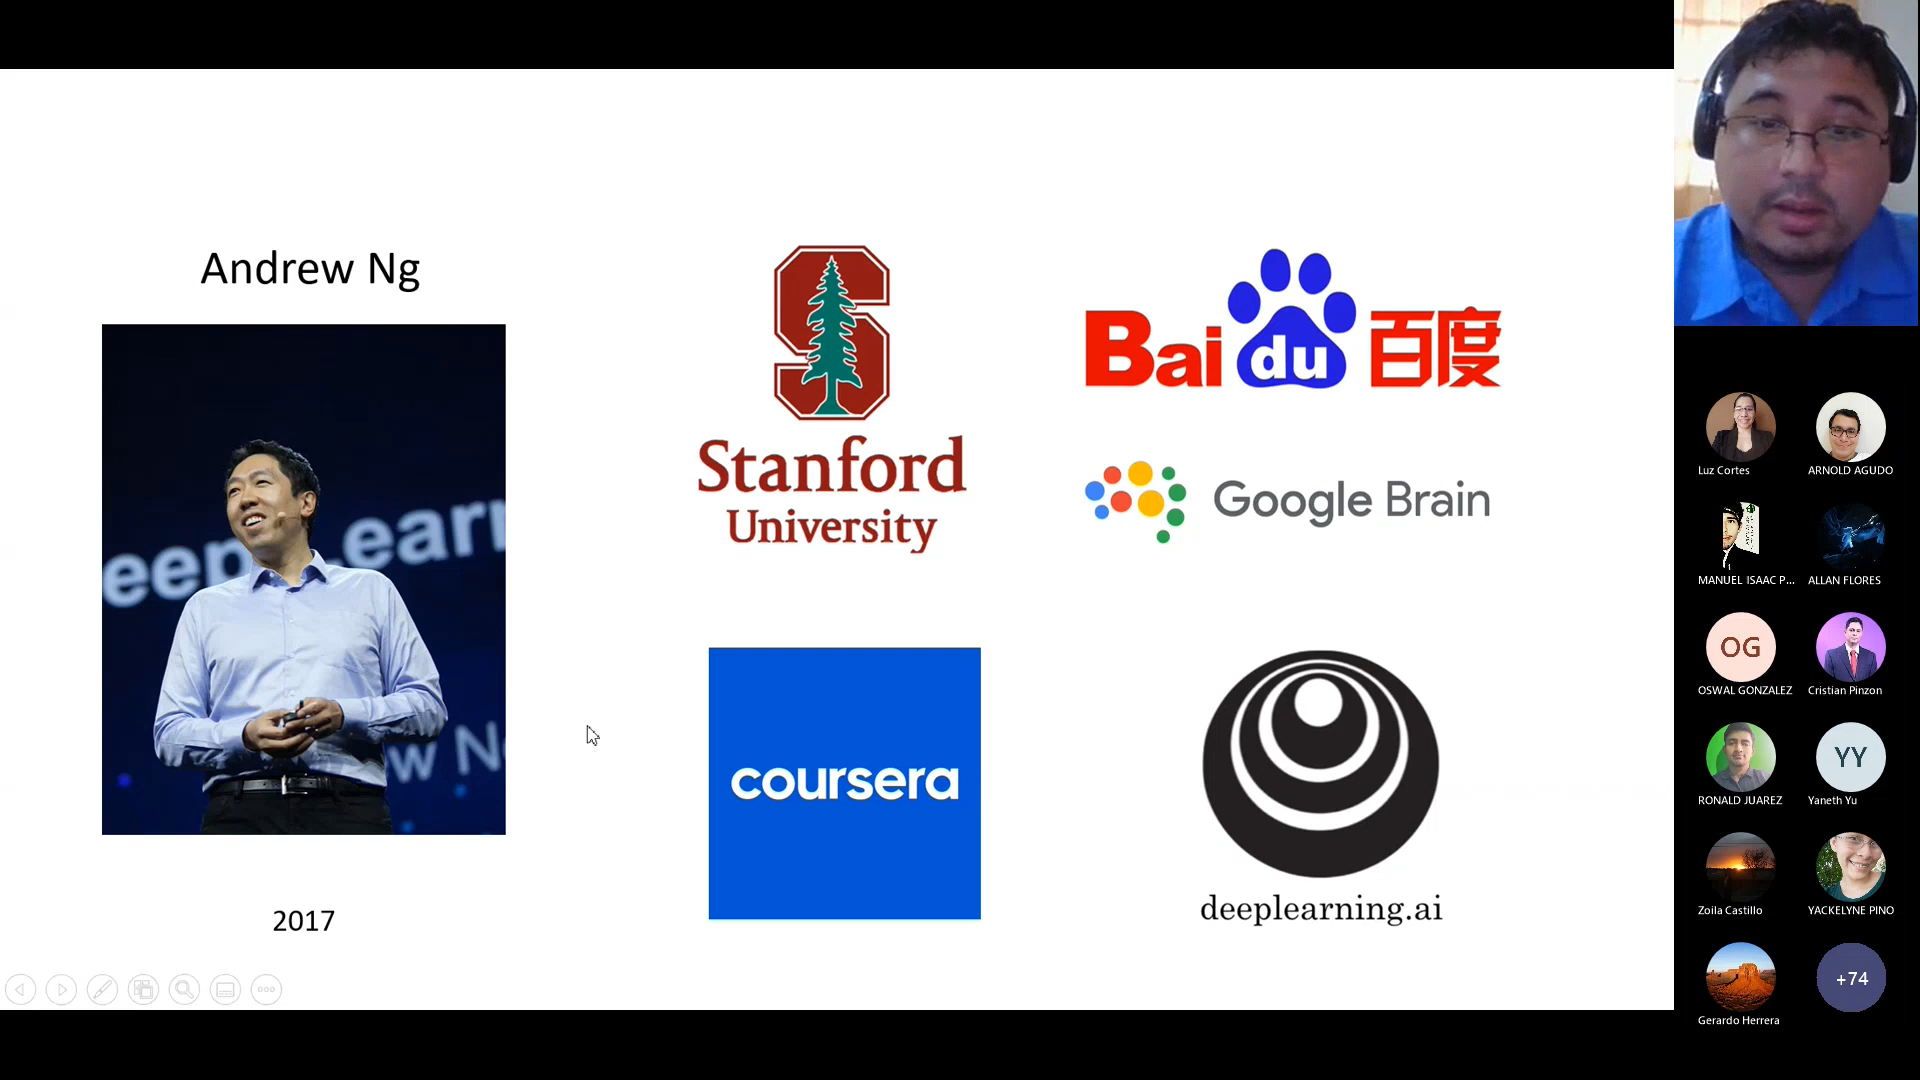 Andrew Ng
eep Learn
w N
2017
Stanford
University
Bai du 百度
Google Brain
coursera
deeplearning.ai
Luz Cortes
ARNOLD AGUDO
MANUEL ISAAC P...
ALLAN FLORES
OG
OSWAL GONZALEZ
Cristian Pinzon
RONALD JUAREZ
YY
Yaneth Yu
Zoila Castillo
YACKELYNE PINO
Gerardo Herrera
+74